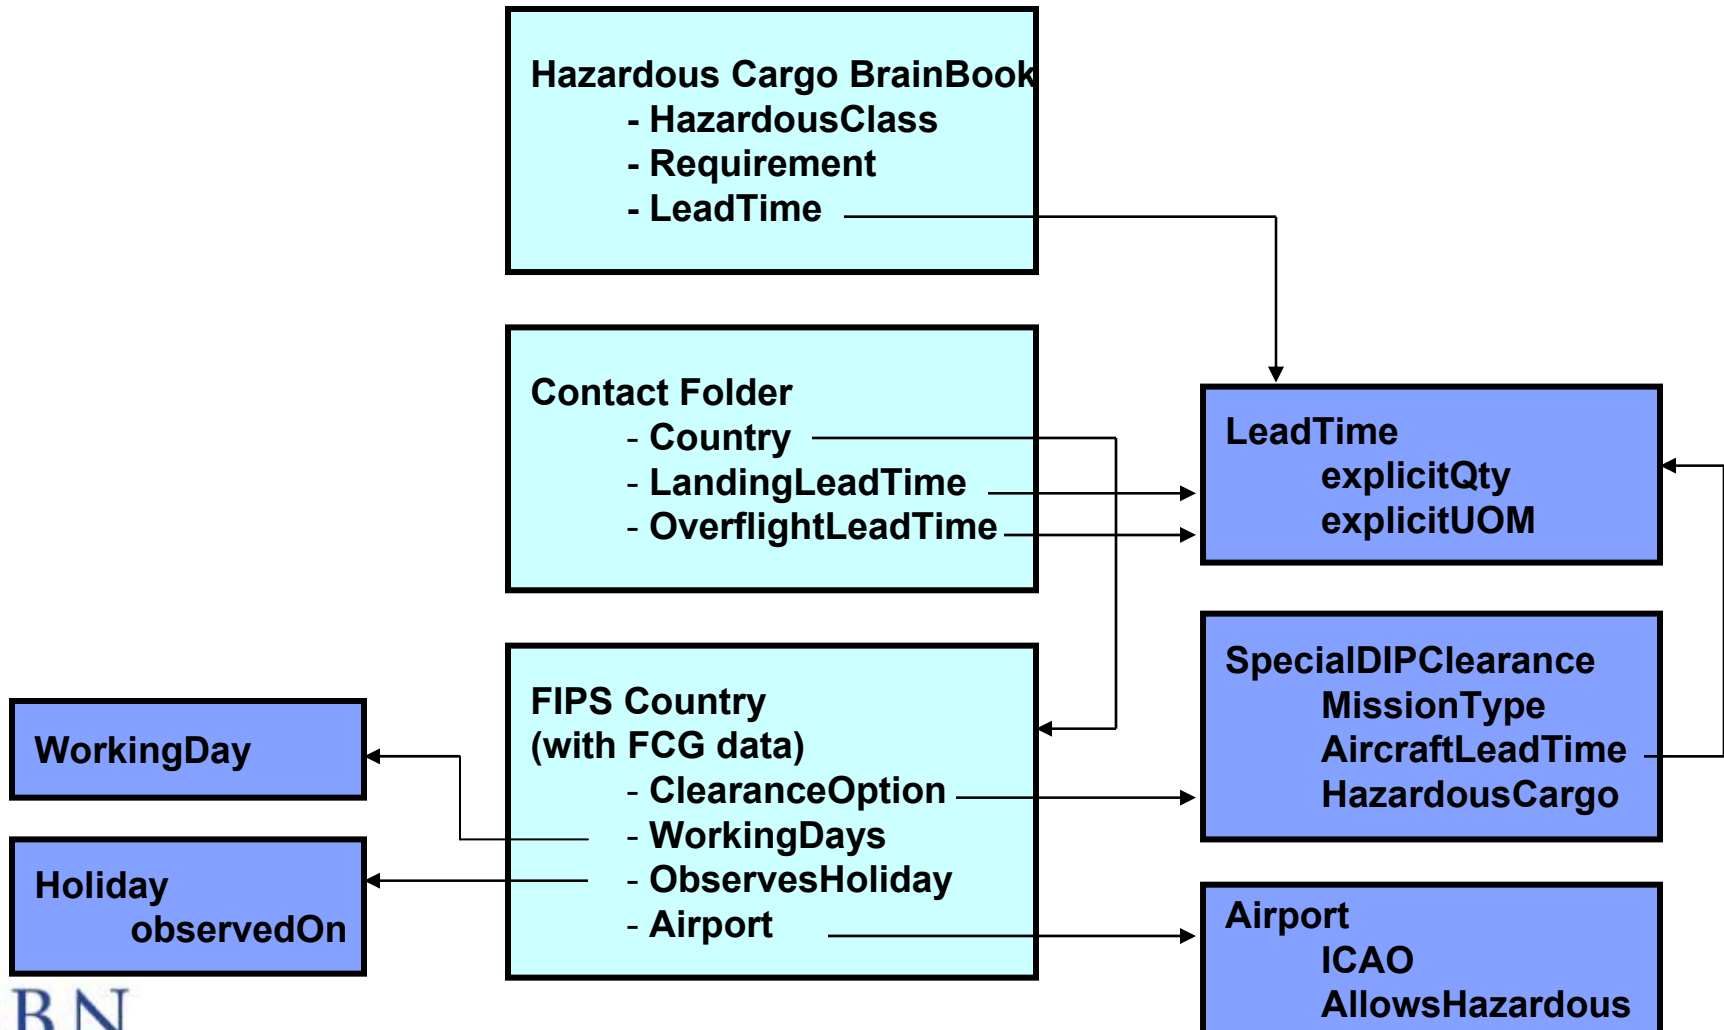 Hazardous Cargo BrainBook
- HazardousClass
- Requirement
- LeadTime
Contact Folder
- Country
- LandingLeadTime
- OverflightLeadTime
LeadTime
explicitQty
explicitUOM
FIPS Country
(with FCG data)
- ClearanceOption
- WorkingDays
- ObservesHoliday
- Airport
SpecialDIPClearance
MissionType
AircraftLeadTime
HazardousCargo
WorkingDay
Holiday
observedOn
Airport
ICAO
AllowsHazardous
BN